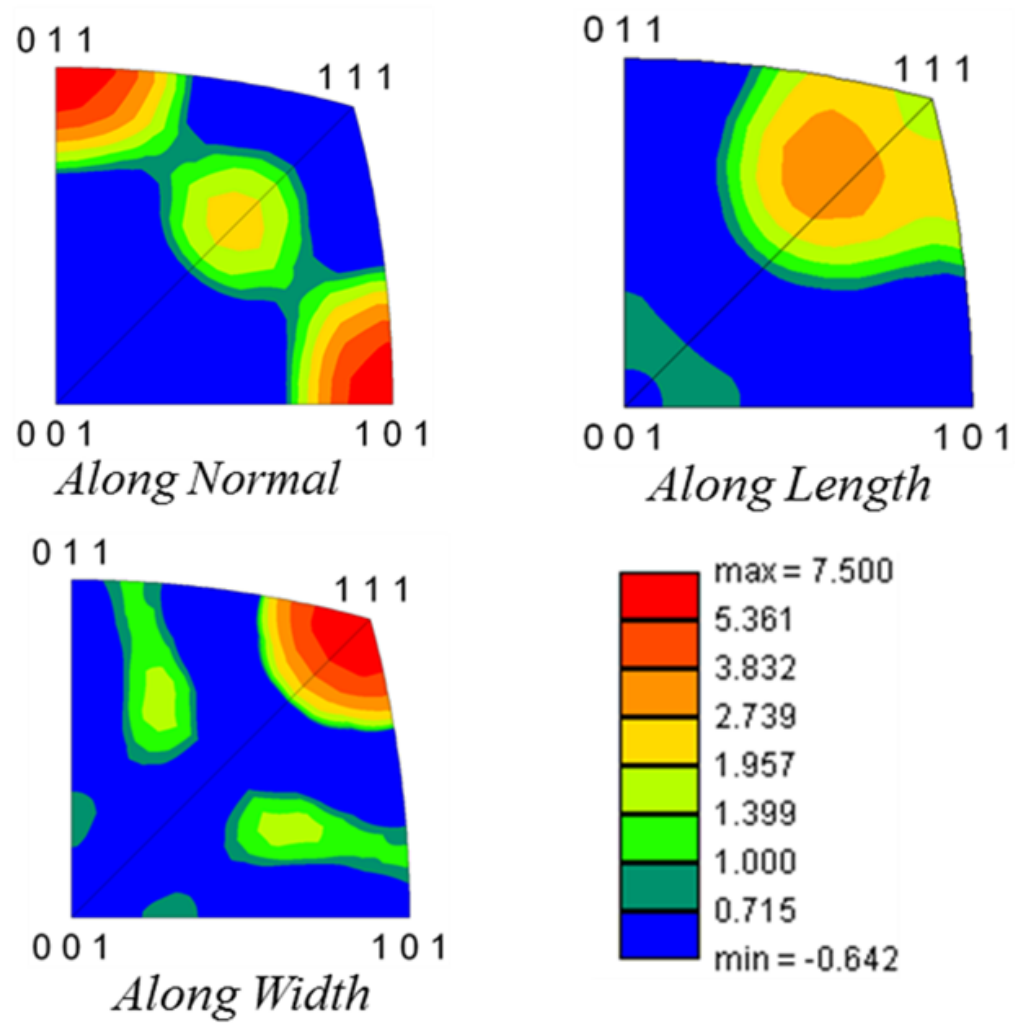 0 1 1
1 1 1
0 0 1
1 0 1
Along Normal
0 1 1
1 1 1
0 0 1
1 0 1
Along Length
0 1 1
1 1 1
0 0 1
1 0 1
Along Width
max = 7.500
5.361
3.832
2.739
1.957
1.399
1.000
0.715
min = -0.642